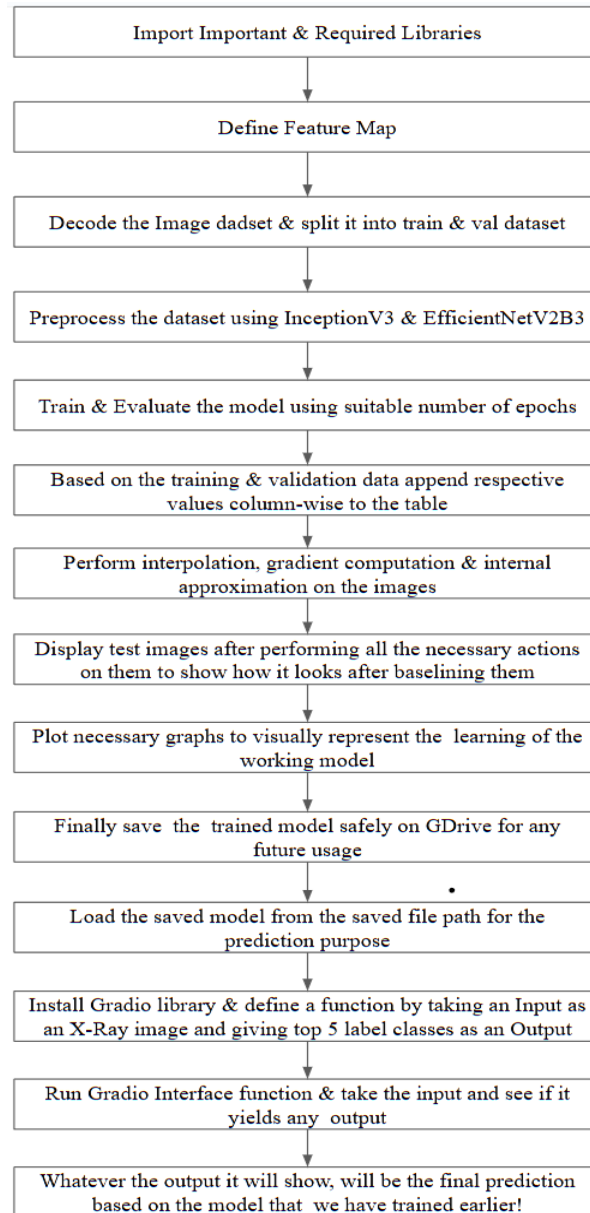 Import Important & Required Libraries
Define Feature Map
Decode the Image dadset & split it into train & val dataset
Preprocess the dataset using InceptionV3 & EfficientNetV2B3
Train & Evaluate the model using suitable number of epochs
Based on the training & validation data append respective
values column-wise to the table
Perform interpolation, gradient computation & internal
approximation on the images
Display test images after performing all the necessary actions
on them to show how it looks after baselining them
Plot necessary graphs to visually represent the learning of the
working model
Finally save the trained model safely on GDrive for any
future usage
Load the saved model from the saved file path for the
prediction purpose
Install Gradio library & define a function by taking an Input as
an X-Ray image and giving top 5 label classes as an Output
Run Gradio Interface function & take the input and see if it
yields any output
Whatever the output it will show, will be the final prediction
based on the model that we have trained earlier!